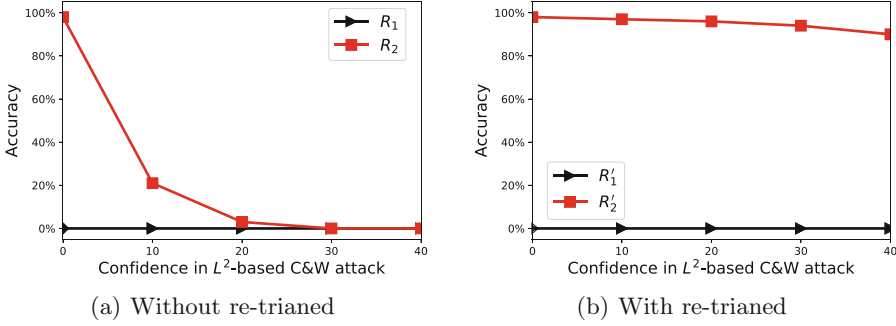 100%
80%
60%
40%
20%
0%
Accuracy
R₁
R₂
0 10 20 30 40
Confidence in L²-based C&W attack
(a) Without re-trianed
100%
80%
60%
40%
20%
0%
Accuracy
R′₁
R′₂
0 10 20 30 40
Confidence in L²-based C&W attack
(b) With re-trianed